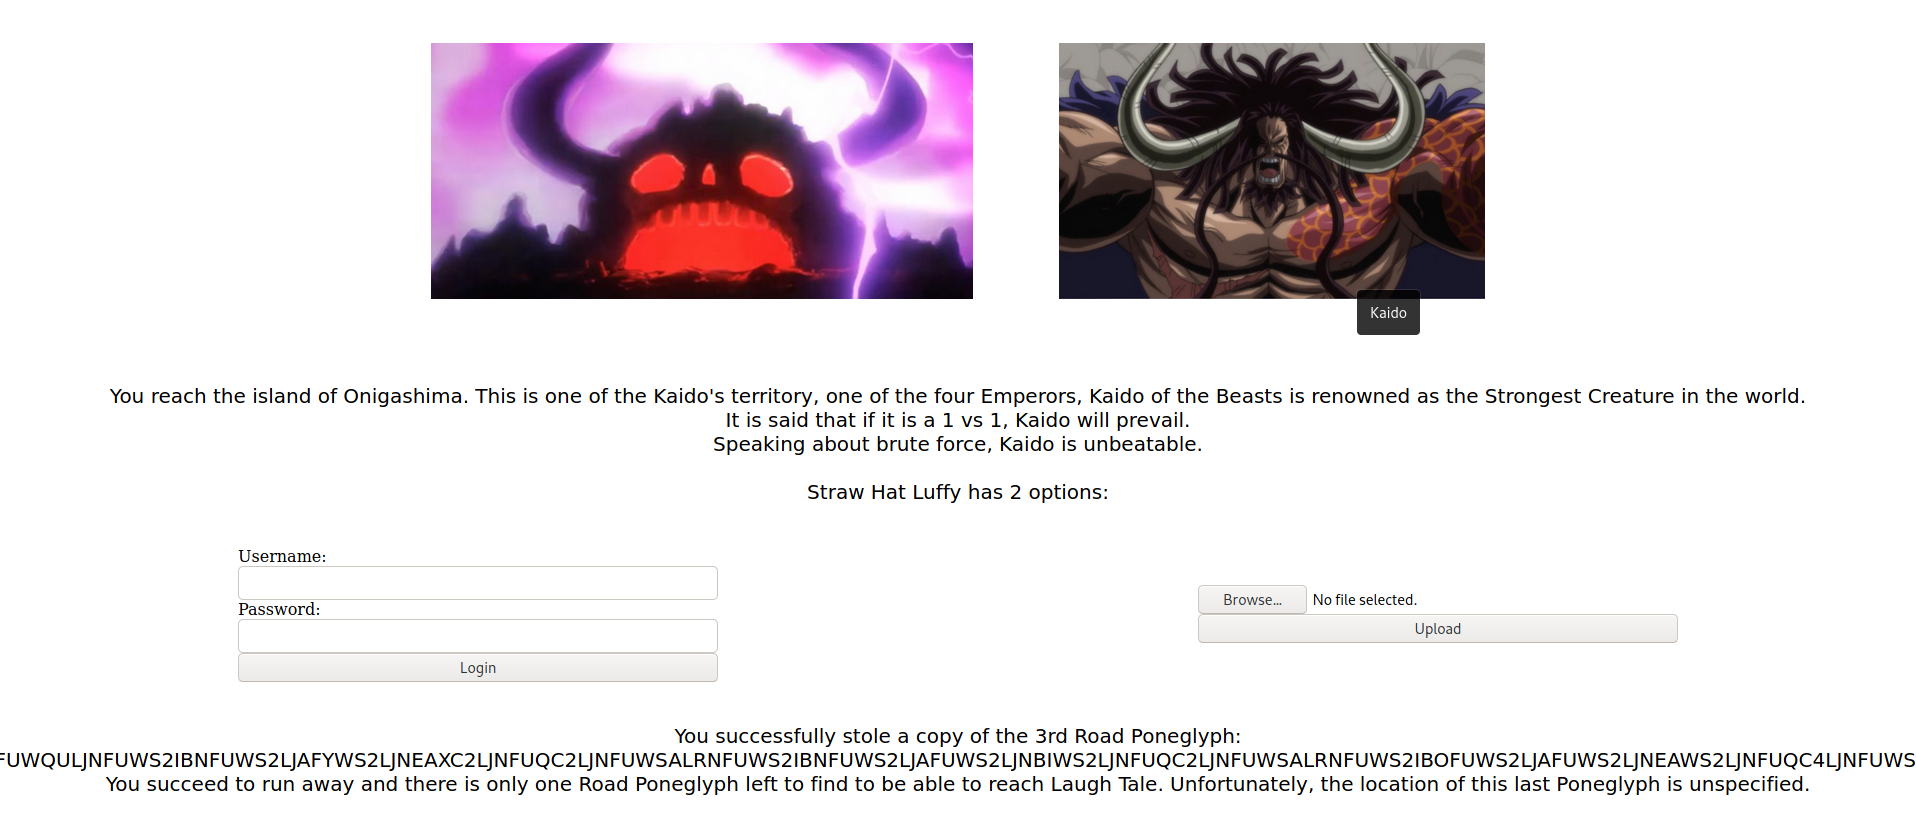 Kaido
You reach the island of Onigashima. This is one of the Kaido's territory, one of the four Emperors, Kaido of the Beasts is renowned as the Strongest Creature in the world.
It is said that if it is a 1 vs 1, Kaido will prevail.
Speaking about brute force, Kaido is unbeatable.
Straw Hat Luffy has 2 options:
Username:
Password:
Login
Browse... No file selected.
Upload
You successfully stole a copy of the 3rd Road Poneglyph:
FUWQULJNFUWS2IBNFUWS2LJAFYWS2LJNEAXC2LJNFUQC2LJNFUWSALRNFUWS2IBNFUWS2LJAFUWS2LJNBIWS2LJNFUQC2LJNFUWSALRNFUWS2IBOFUWS2LJAFUWS2LJNEAWS2LJNFUQC4LJNFUWS
You succeed to run away and there is only one Road Poneglyph left to find to be able to reach Laugh Tale. Unfortunately, the location of this last Poneglyph is unspecified.